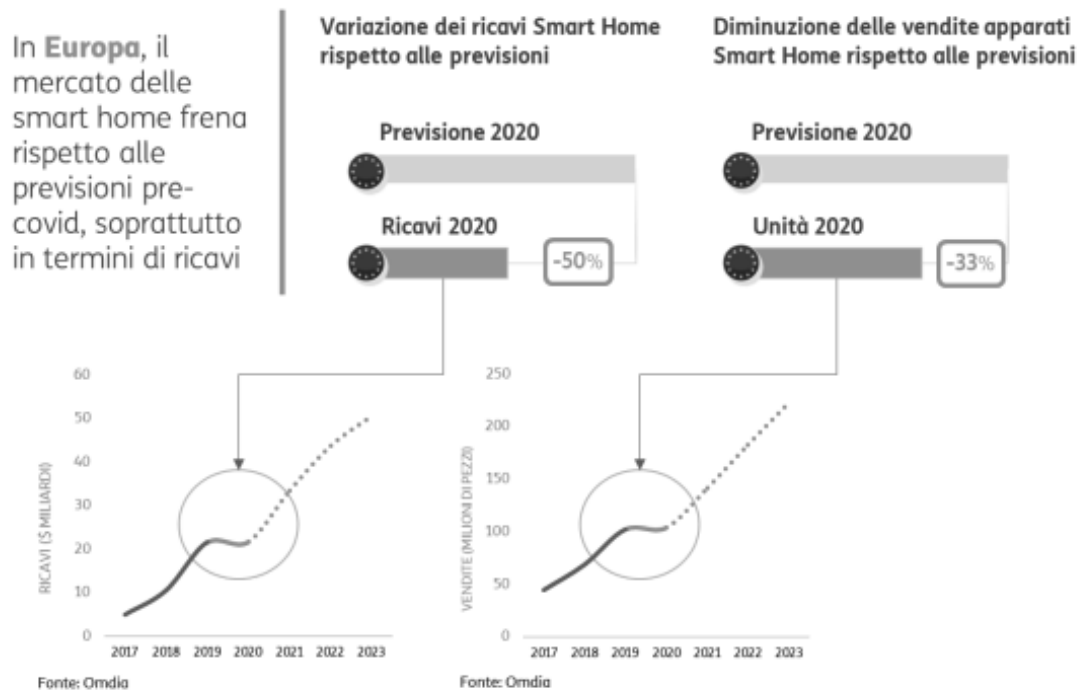 In Europa, il
mercato delle
smart home frena
rispetto alle
previsioni pre-
covid, soprattutto
in termini di ricavi
Variazione dei ricavi Smart Home
rispetto alle previsioni
Previsione 2020
Ricavi 2020
-50%
Diminuzione delle vendite apparati
Smart Home rispetto alle previsioni
Previsione 2020
Unità 2020
-33%
RICAVI ($ MILIARDI)
60
50
40
30
20
10
0
2017 2018 2019 2020 2021 2022 2023
Fonte: Omdia
VENDITE (MILIONI DI PEZZI)
250
200
150
100
50
0
2017 2018 2019 2020 2021 2022 2023
Fonte: Omdia